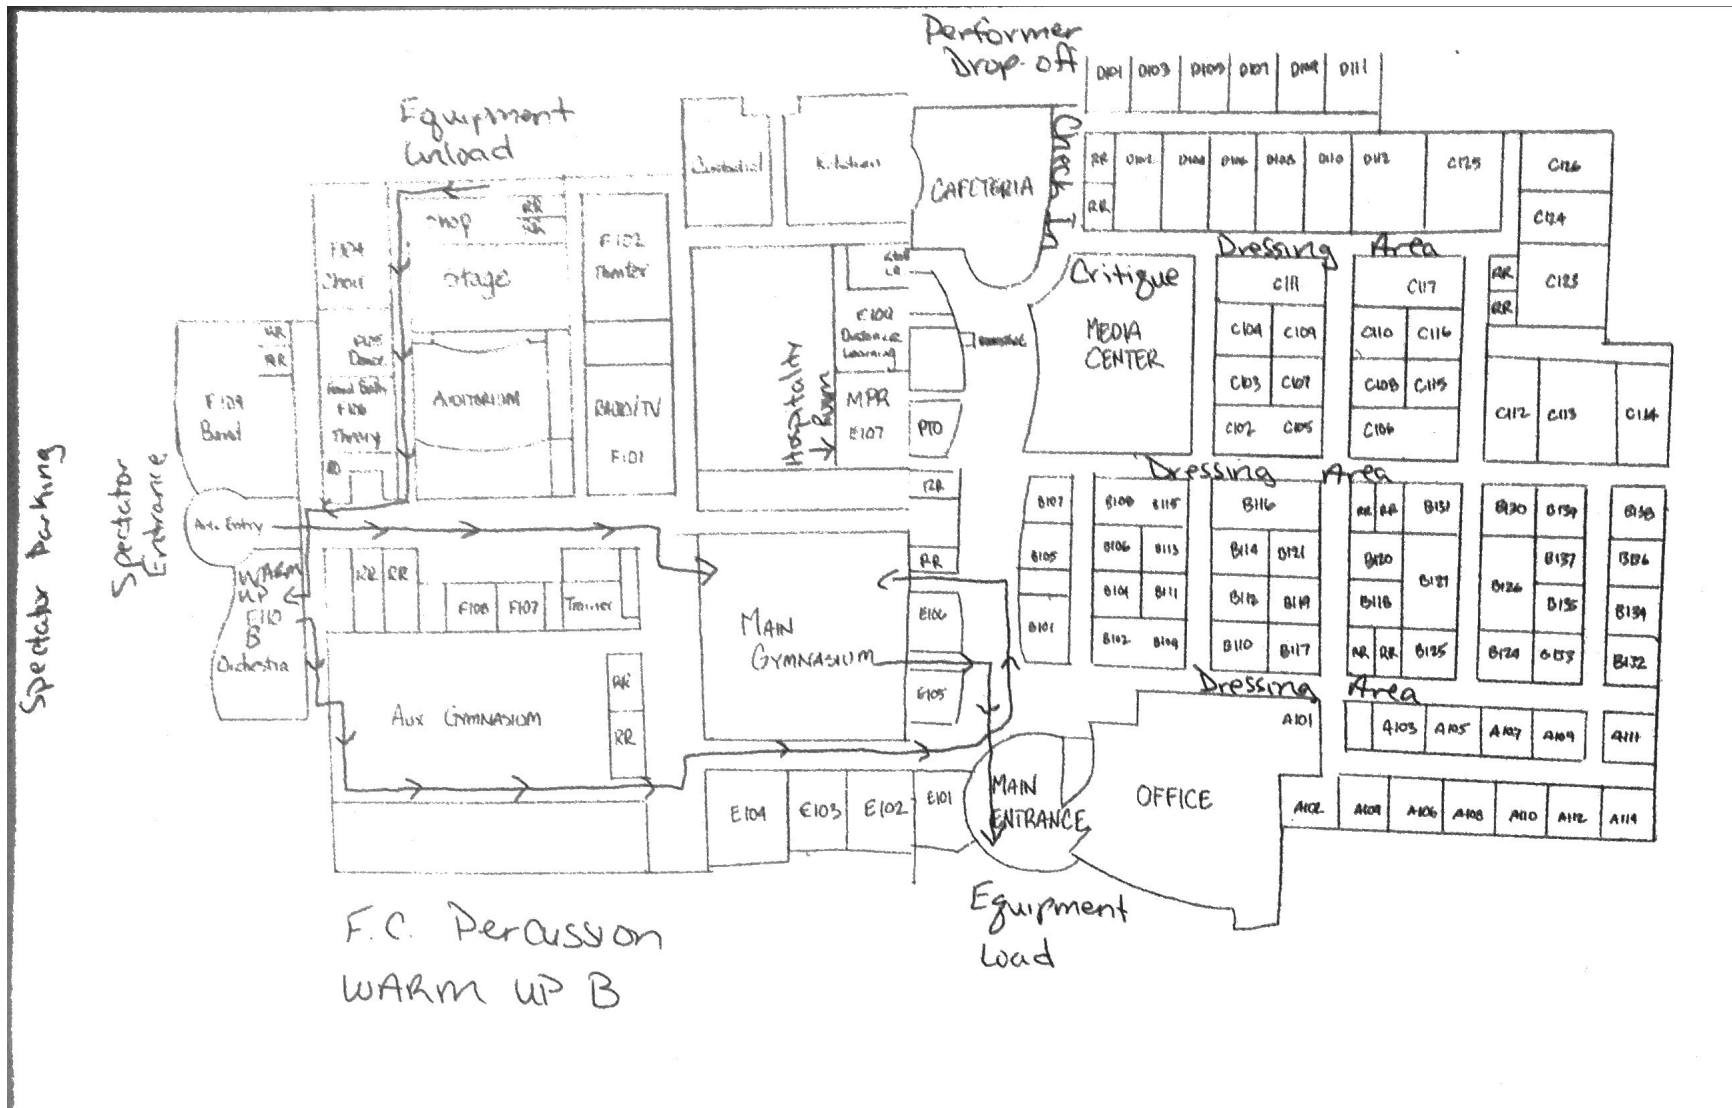 Performer
Drop-off
D101 D103 D105 D107 D109 D111
Equipment
Unload
Check In
Custodial
Kitchen
CAFETERIA
RR D102 D104 D106 D108 D110 D112 C125
RR
C126
C124
C123
Shop
RR
RR
F104
Choir
Stage
F102
Theater
Dressing Area
Critique
MEDIA
CENTER
C111
C117
RR
RR
C104 C109 C110 C116
C103 C107 C108 C115
C102 C105 C106
C112 C113 C114
E109
Distance
Learning
Hospitality
Room
MPR
E107
PTO
RR
RR
F109
Band
Dance
F106
Theory
AUDITORIUM
RADIO/TV
F101
Spectator Parking
Spectator
Entrance
Aux. Entry
Dressing Area
RR
B107 B108 B115 B116 RR RR B131 B130 B139 B138
B105 B106 B113 B114 B121 B120 B127 B137 B136
B104 B111 B112 B119 B118 B126 B135 B134
B101 B102 B109 B110 B117 RR RR B125 B124 B133 B132
WARM
UP
F110
B
Orchestra
RR RR
F108 F107 Trainer
RR
E106
E105
MAIN
GYMNASIUM
Dressing Area
AUX GYMNASIUM
RR
RR
A101
A103 A105 A107 A109 A111
E104 E103 E102 E101
MAIN
ENTRANCE
OFFICE
A102 A104 A106 A108 A110 A112 A114
Equipment
Load
F.C. Percussion
WARM UP B